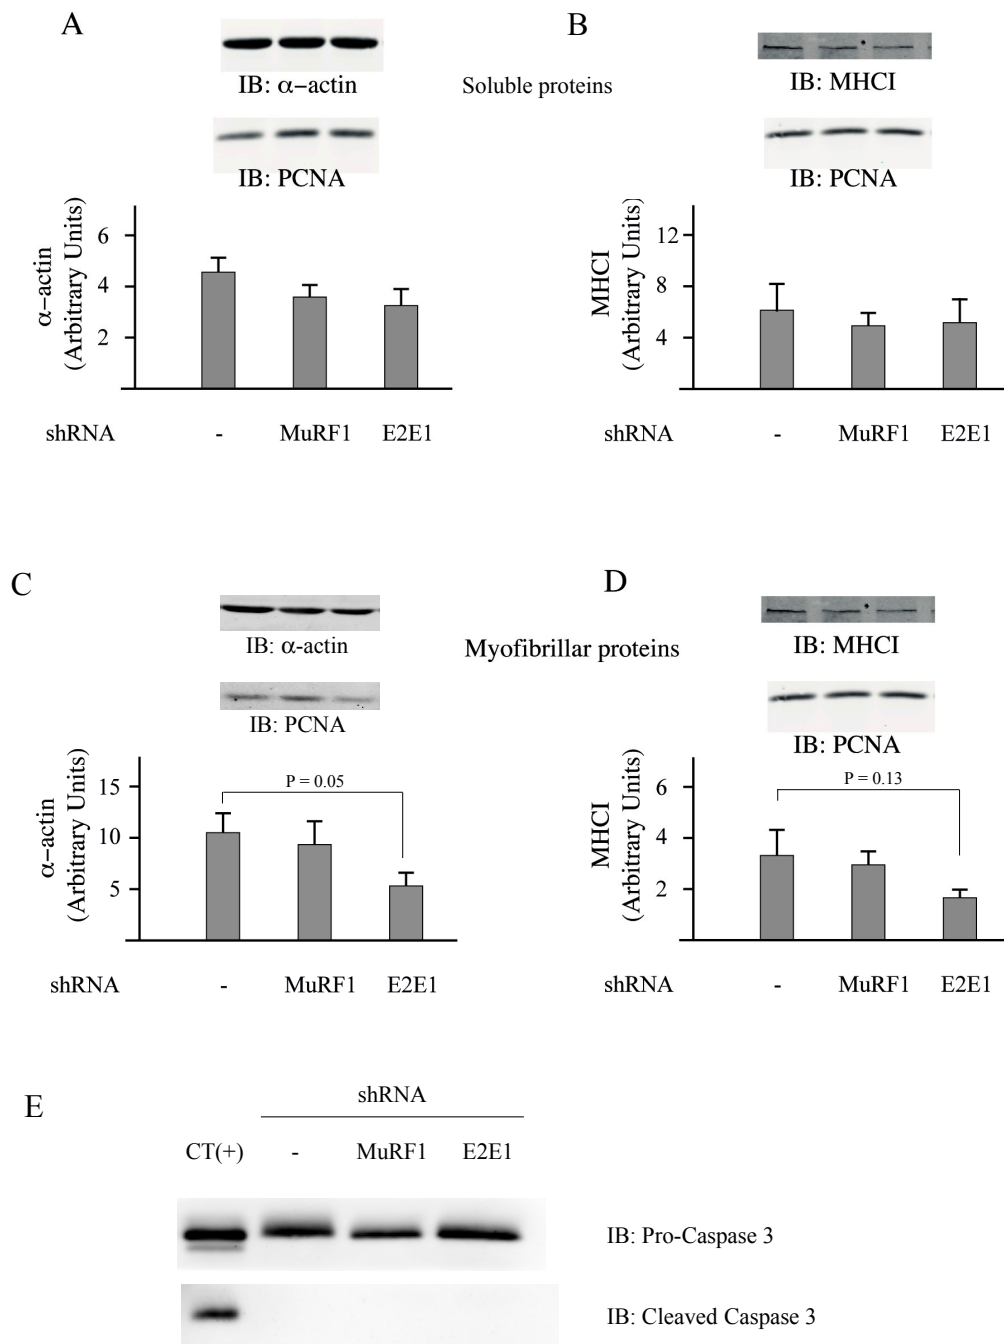 A
B
IB: α−actin
Soluble proteins
IB: MHCI
IB: PCNA
IB: PCNA
α−actin
(Arbitrary Units)
6
4
2
MHCI
(Arbitrary Units)
12
8
4
shRNA - MuRF1 E2E1
shRNA - MuRF1 E2E1
C
D
IB: α-actin
Myofibrillar proteins
IB: MHCI
IB: PCNA
IB: PCNA
α−actin
(Arbitrary Units)
15
10
5
P = 0.05
MHCI
(Arbitrary Units)
6
4
2
P = 0.13
shRNA - MuRF1 E2E1
shRNA - MuRF1 E2E1
E
shRNA
CT(+) - MuRF1 E2E1
IB: Pro-Caspase 3
IB: Cleaved Caspase 3